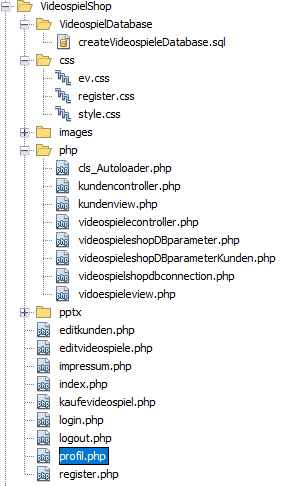 VideospielShop
VideospielDatabase
createVideospieleDatabase.sql
css
ev.css
register.css
style.css
images
php
cls_Autoloader.php
kundencontroller.php
kundenview.php
videospielecontroller.php
videospieleshopDBparameter.php
videospieleshopDBparameterKunden.php
videospielshopdbconnection.php
vidoespieleview.php
pptx
editkunden.php
editvideospiele.php
impressum.php
index.php
kaufevideospiel.php
login.php
logout.php
profil.php
register.php